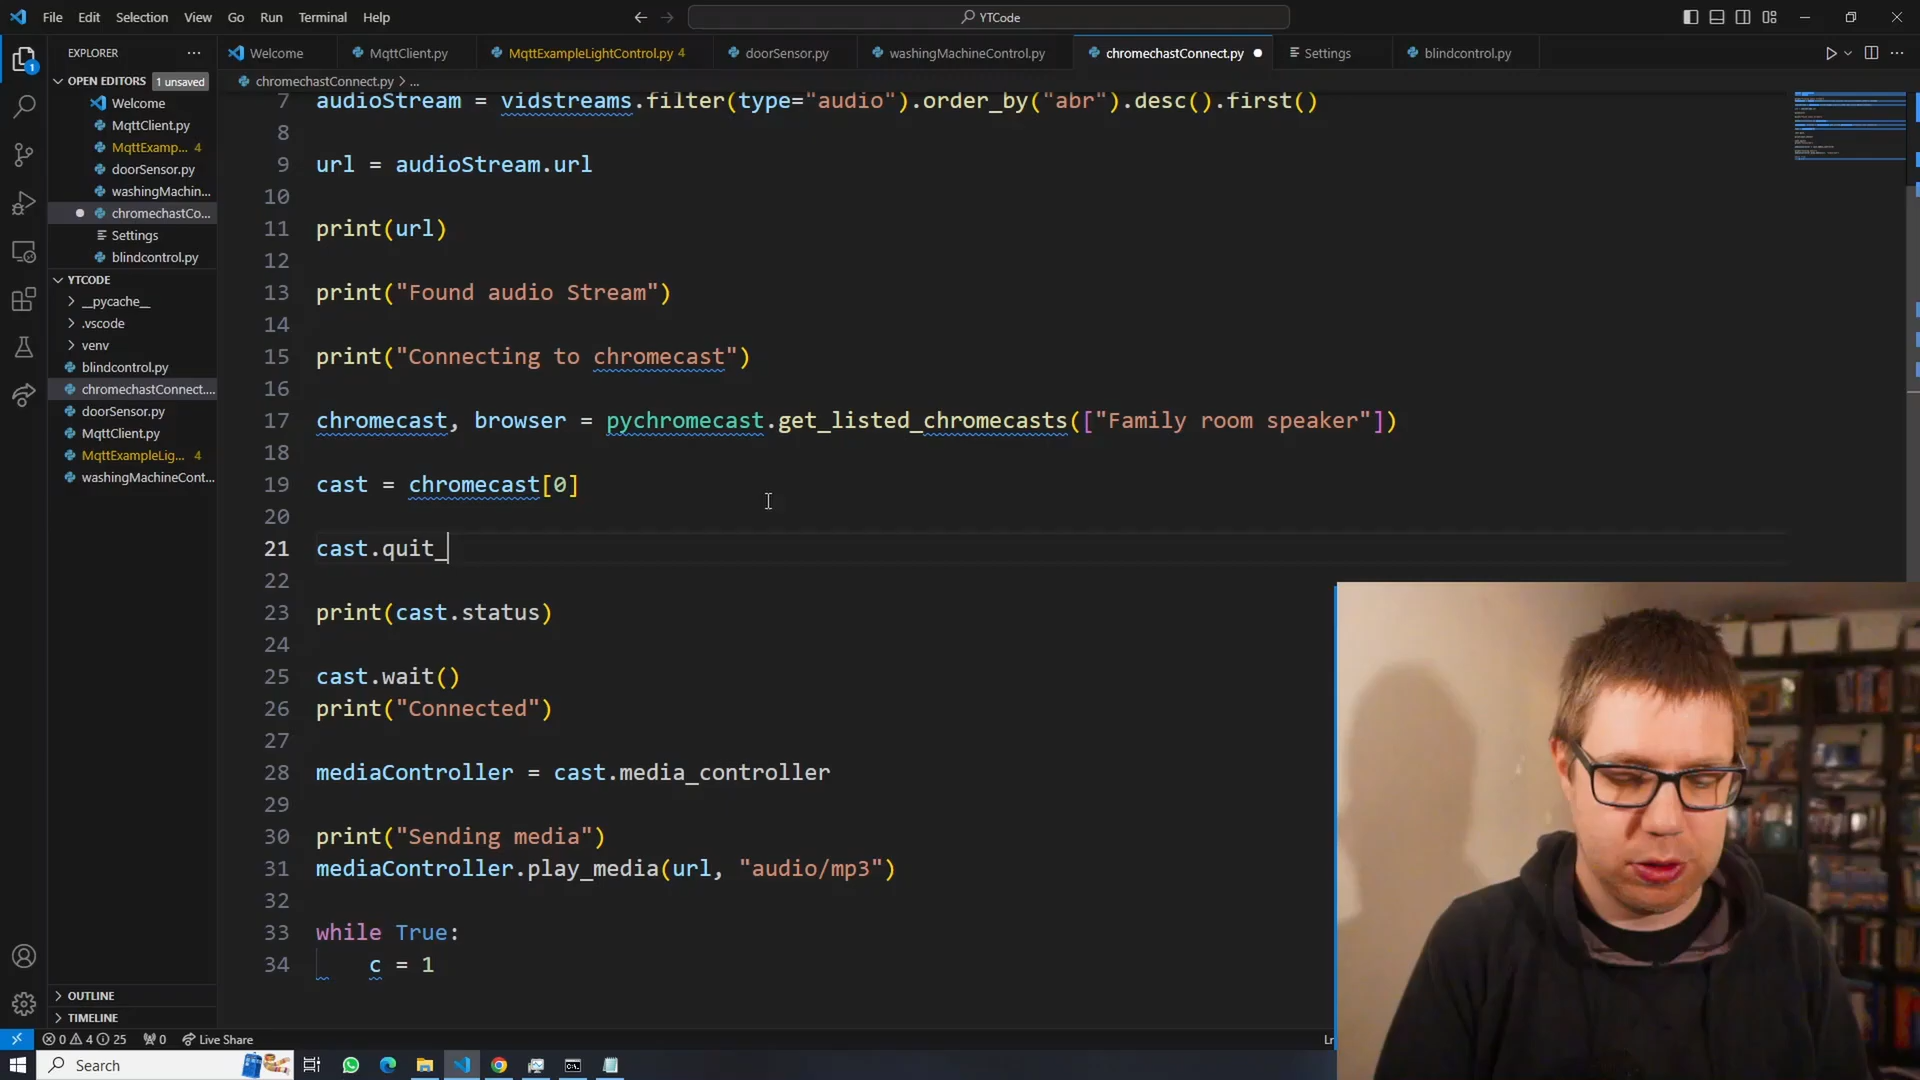 File Edit Selection View Go Run Terminal Help
YTCode
EXPLORER
Welcome MqttClient.py MqttExampleLightControl.py 4 doorSensor.py washingMachineControl.py chromechastConnect.py Settings blindcontrol.py
OPEN EDITORS 1 unsaved
chromechastConnect.py > ...
Welcome
MqttClient.py
MqttExamp... 4
doorSensor.py
washingMachin...
chromechastCo...
Settings
blindcontrol.py
YTCODE
__pycache__
.vscode
venv
blindcontrol.py
chromechastConnect....
doorSensor.py
MqttClient.py
MqttExampleLig... 4
washingMachineCont...
OUTLINE
TIMELINE
7 audioStream = vidstreams.filter(type="audio").order_by("abr").desc().first()
8
9 url = audioStream.url
10
11 print(url)
12
13 print("Found audio Stream")
14
15 print("Connecting to chromecast")
16
17 chromecast, browser = pychromecast.get_listed_chromecasts(["Family room speaker"])
18
19 cast = chromecast[0]
20
21 cast.quit_
22
23 print(cast.status)
24
25 cast.wait()
26 print("Connected")
27
28 mediaController = cast.media_controller
29
30 print("Sending media")
31 mediaController.play_media(url, "audio/mp3")
32
33 while True:
34 c = 1
0 4 25 0 Live Share
Ln
Search